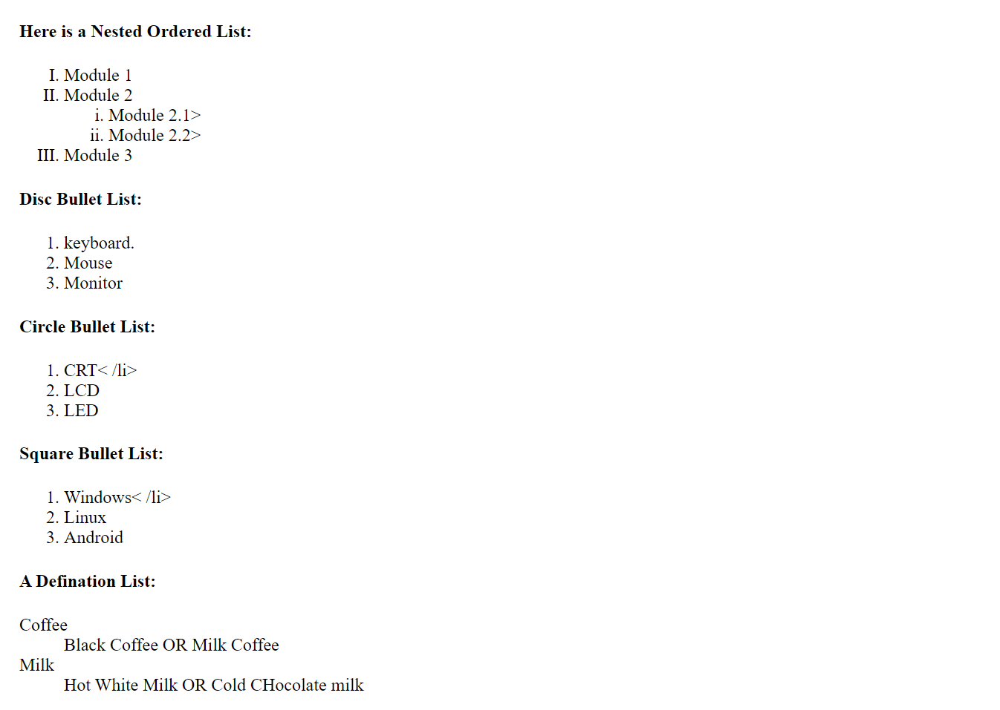 Here is a Nested Ordered List:
I. Module 1
II. Module 2
i. Module 2.1>
ii. Module 2.2>
III. Module 3
Disc Bullet List:
1. keyboard.
2. Mouse
3. Monitor
Circle Bullet List:
1. CRT< /li>
2. LCD
3. LED
Square Bullet List:
1. Windows< /li>
2. Linux
3. Android
A Defination List:
Coffee
Black Coffee OR Milk Coffee
Milk
Hot White Milk OR Cold CHocolate milk